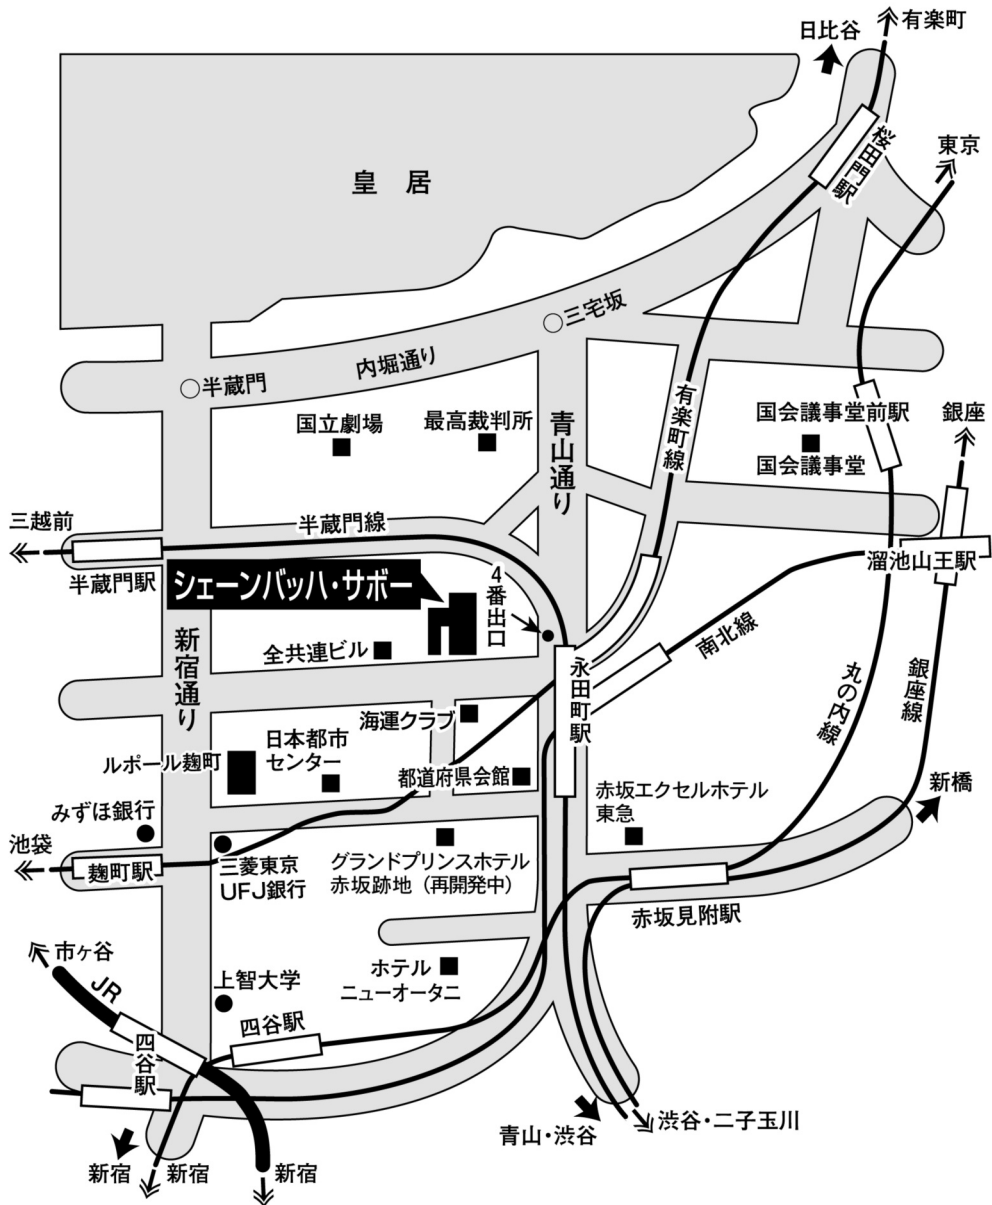 有楽町
日比谷
桜田門駅
東京
皇 居
三宅坂
内堀通り
半蔵門
国立劇場
最高裁判所
青山通り
有楽町線
国会議事堂前駅
国会議事堂
銀座
三越前
半蔵門線
半蔵門駅
シェーンバッハ・サボー
4番出口
溜池山王駅
新宿通り
全共連ビル
永田町駅
南北線
丸の内線
銀座線
海運クラブ
日本都市
センター
ルポール麹町
都道府県会館
赤坂エクセルホテル
東急
新橋
みずほ銀行
池袋
麹町駅
三菱東京
UFJ銀行
グランドプリンスホテル
赤坂跡地（再開発中）
赤坂見附駅
市ヶ谷
JR
上智大学
ホテル
ニューオータニ
四谷駅
四谷駅
青山・渋谷
渋谷・二子玉川
新宿
新宿
新宿